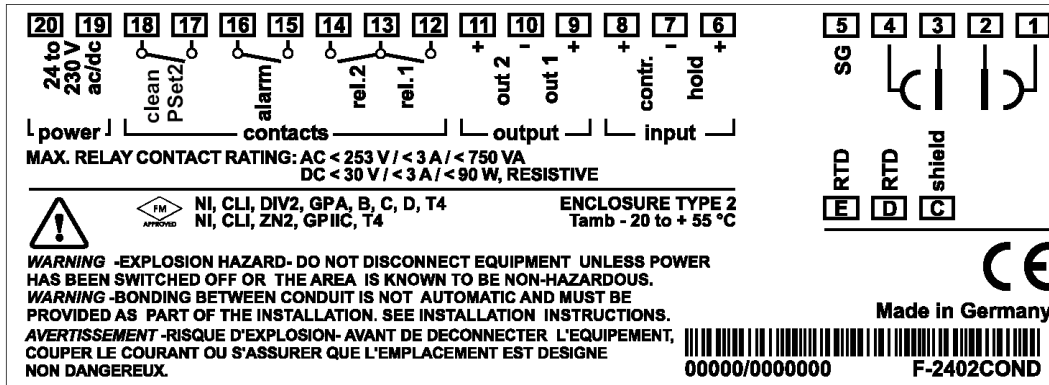 20 19 18 17 16 15 14 13 12 11 10 9 8 7 6 5 4 3 2 1
+ - + + - +
24 to
230 V
ac/dc
clean
PSet2
alarm
rel.2
rel.1
out 2
out 1
contr.
hold
SG
power contacts output input
MAX. RELAY CONTACT RATING: AC < 253 V / < 3 A / < 750 VA
DC < 30 V / < 3 A / < 90 W, RESISTIVE
RTD
RTD
shield
E D C
FM
APPROVED
NI, CLI, DIV2, GPA, B, C, D, T4
NI, CLI, ZN2, GPIIC, T4
ENCLOSURE TYPE 2
Tamb - 20 to + 55 °C
WARNING -EXPLOSION HAZARD- DO NOT DISCONNECT EQUIPMENT UNLESS POWER
HAS BEEN SWITCHED OFF OR THE AREA IS KNOWN TO BE NON-HAZARDOUS.
WARNING -BONDING BETWEEN CONDUIT IS NOT AUTOMATIC AND MUST BE
PROVIDED AS PART OF THE INSTALLATION. SEE INSTALLATION INSTRUCTIONS.
AVERTISSEMENT -RISQUE D'EXPLOSION- AVANT DE DECONNECTER L'EQUIPEMENT,
COUPER LE COURANT OU S'ASSURER QUE L'EMPLACEMENT EST DESIGNE
NON DANGEREUX.
CE
Made in Germany
00000/0000000 F-2402COND